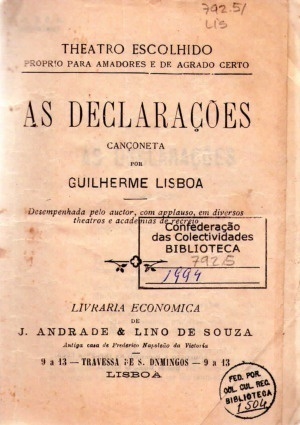 792.5/
LIS
THEATRO ESCOLHIDO
PROPRIO PARA AMADORES E DE AGRADO CERTO
AS DECLARAÇÕES
CANÇONETA
POR
GUILHERME LISBOA
Desempenhada pelo auctor, com applauso, em diversos
theatros e academias de recreio
Confederação
das Colectividades
BIBLIOTECA
792.5
1994
LIVRARIA ECONOMICA
DE
J. ANDRADE & LINO DE SOUZA
Antiga casa de Frederico Napoleão da Victoria
9 a 13 — TRAVESSA DE S. DNMINGOS — 9 a 13
LISBOA
FED. POR.
COL. CUL. REC.
BIBLIOTECA
1504